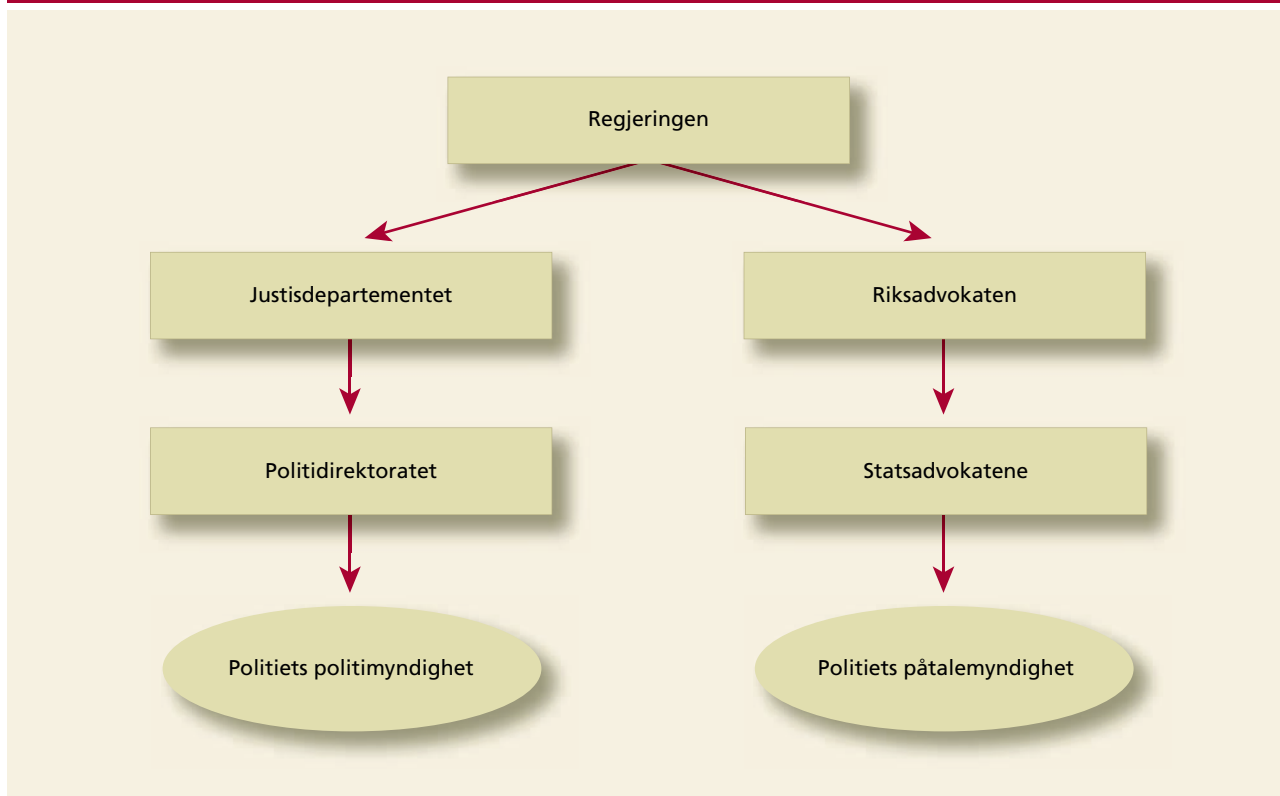 Regjeringen
Justisdepartementet
Riksadvokaten
Politidirektoratet
Statsadvokatene
Politiets politimyndighet
Politiets påtalemyndighet